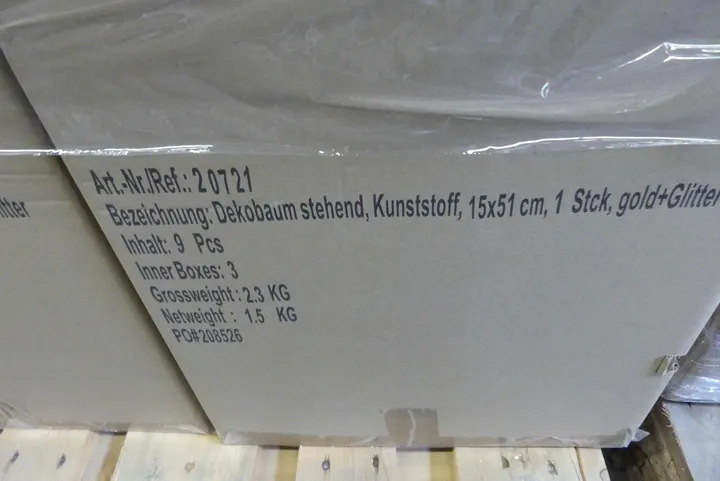 Art.-Nr./Ref.: 20721
Bezeichnung: Dekobaum stehend, Kunststoff, 15x51 cm, 1 Stck, gold+Glitter
Inhalt: 9 Pcs
Inner Boxes: 3
Grossweight: 2.3 KG
Netweight: 1.5 KG
PO#208526